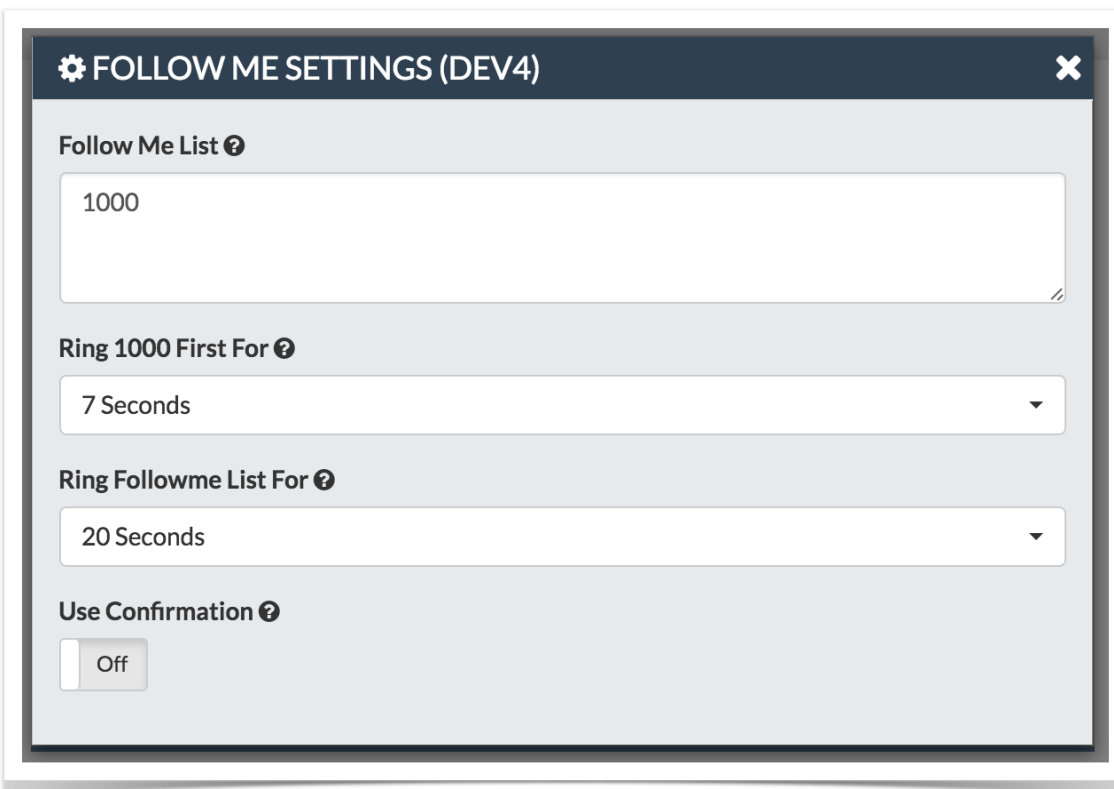 FOLLOW ME SETTINGS (DEV4)
Follow Me List
1000
Ring 1000 First For
7 Seconds
Ring Followme List For
20 Seconds
Use Confirmation
Off